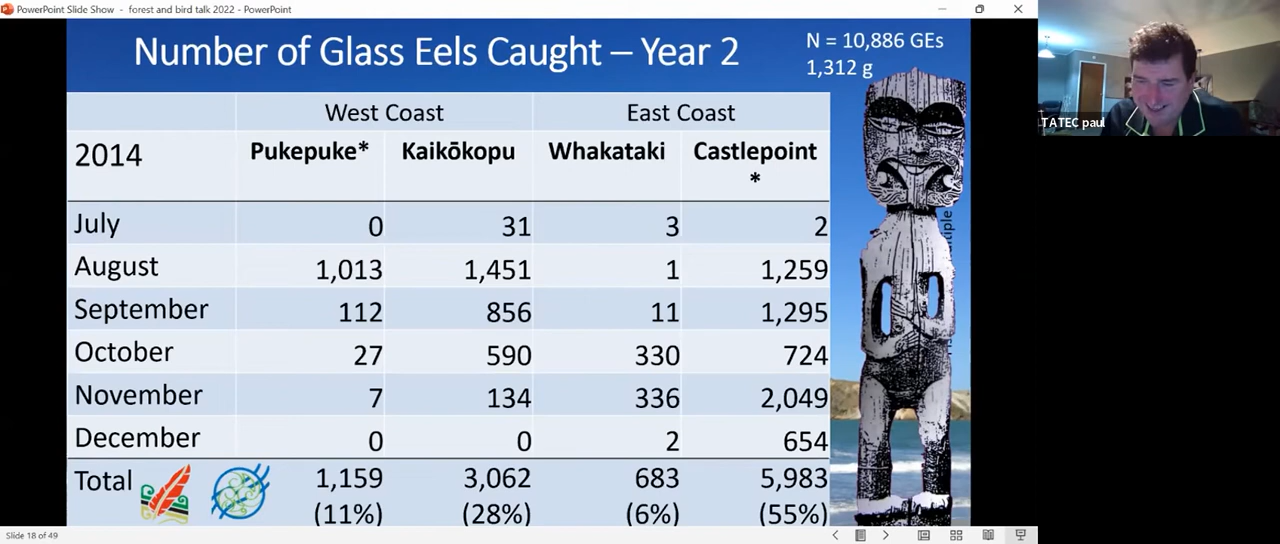 PowerPoint Slide Show - forest and bird talk 2022 - PowerPoint
Number of Glass Eels Caught – Year 2
N = 10,886 GEs
1,312 g
TATEC paul
West Coast East Coast
2014 Pukepuke* Kaikōkopu Whakataki Castlepoint
*
July 0 31 3 2
August 1,013 1,451 1 1,259
September 112 856 11 1,295
October 27 590 330 724
November 7 134 336 2,049
December 0 0 2 654
Total 1,159 3,062 683 5,983
(11%) (28%) (6%) (55%)
Slide 18 of 49